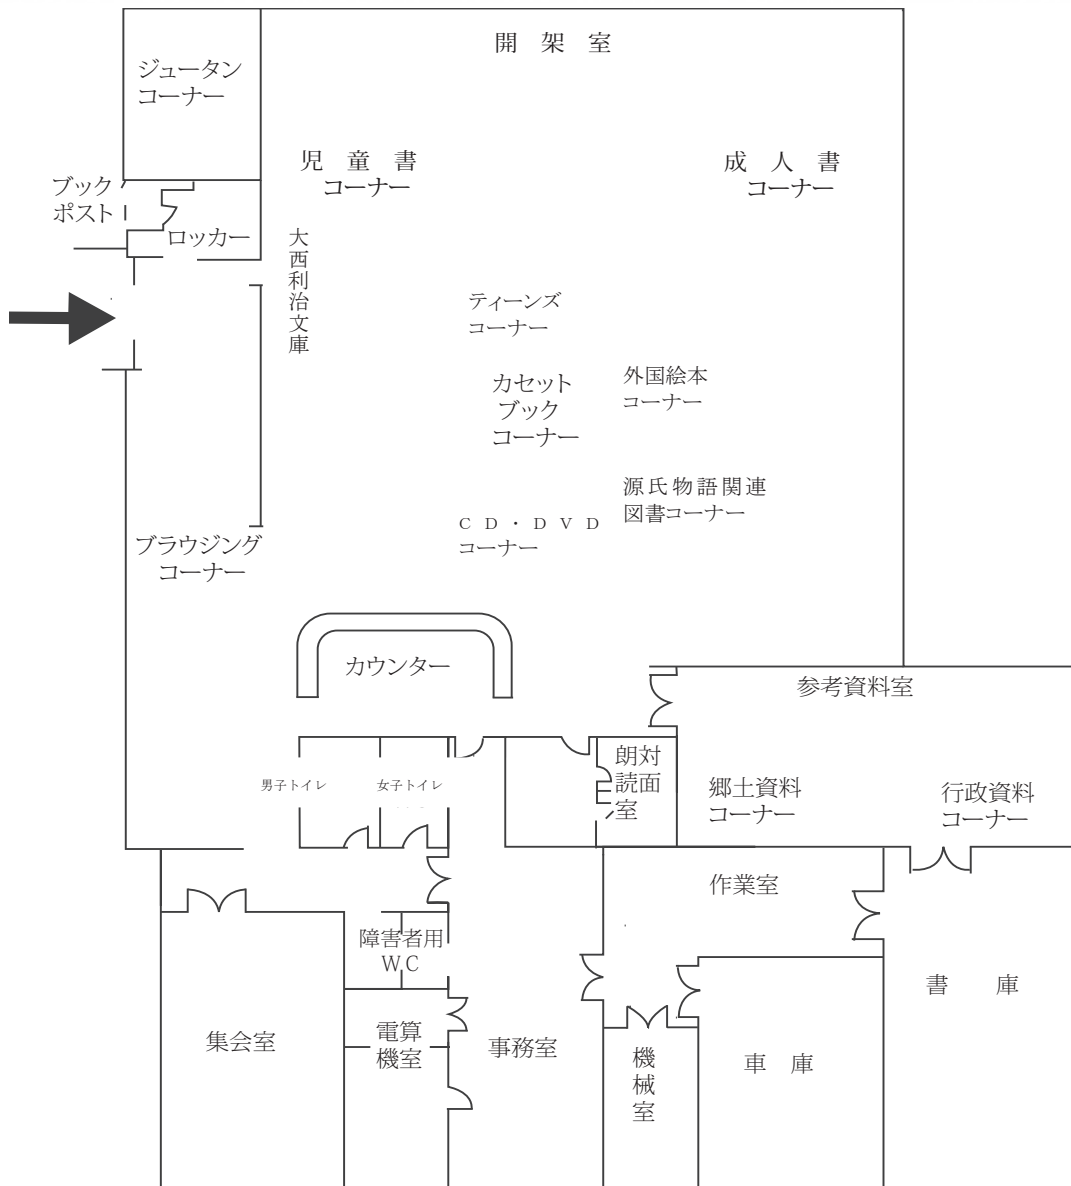 開 架 室
ジュータン
コーナー
児 童 書
コーナー
成 人 書
コーナー
ブック
ポスト
ロッカー
大西利治文庫
ティーンズ
コーナー
カセット
ブック
コーナー
外国絵本
コーナー
源氏物語関連
図書コーナー
CD・DVD
コーナー
ブラウジング
コーナー
カウンター
参考資料室
男子トイレ
女子トイレ
対面
朗読室
郷土資料
コーナー
行政資料
コーナー
作業室
障害者用
WC
書 庫
集会室
電算
機室
事務室
機械室
車 庫